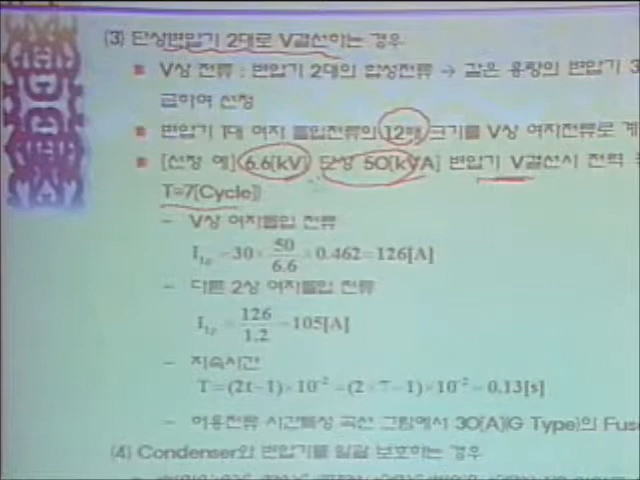 (3) 단상변압기 2대로 V결선하는 경우
V상 전류 : 변압기 2대의 합성전류 → 같은 용량의 변압기 3
급하여 선정
변압기 1대 여자 돌입전류의 1.2배 크기를 V상 여자전류로 계
[선정 예] 6.6[kV] 단상 50[kVA] 변압기 V결선시 전력
T=7[Cycle])
- V상 여자돌입 전류
I₁ₚ = 30 × 50/6.6 × 0.462 = 126[A]
- 다른 2상 여자돌입 전류
I₁ₚ = 126/1.2 = 105[A]
- 지속시간
T = (2t-1)×10⁻² = (2×7-1)×10⁻² = 0.13[s]
- 허용전류 시간특성 곡선 그림에서 30[A](G Type)의 Fus
(4) Condenser와 변압기를 일괄 보호하는 경우